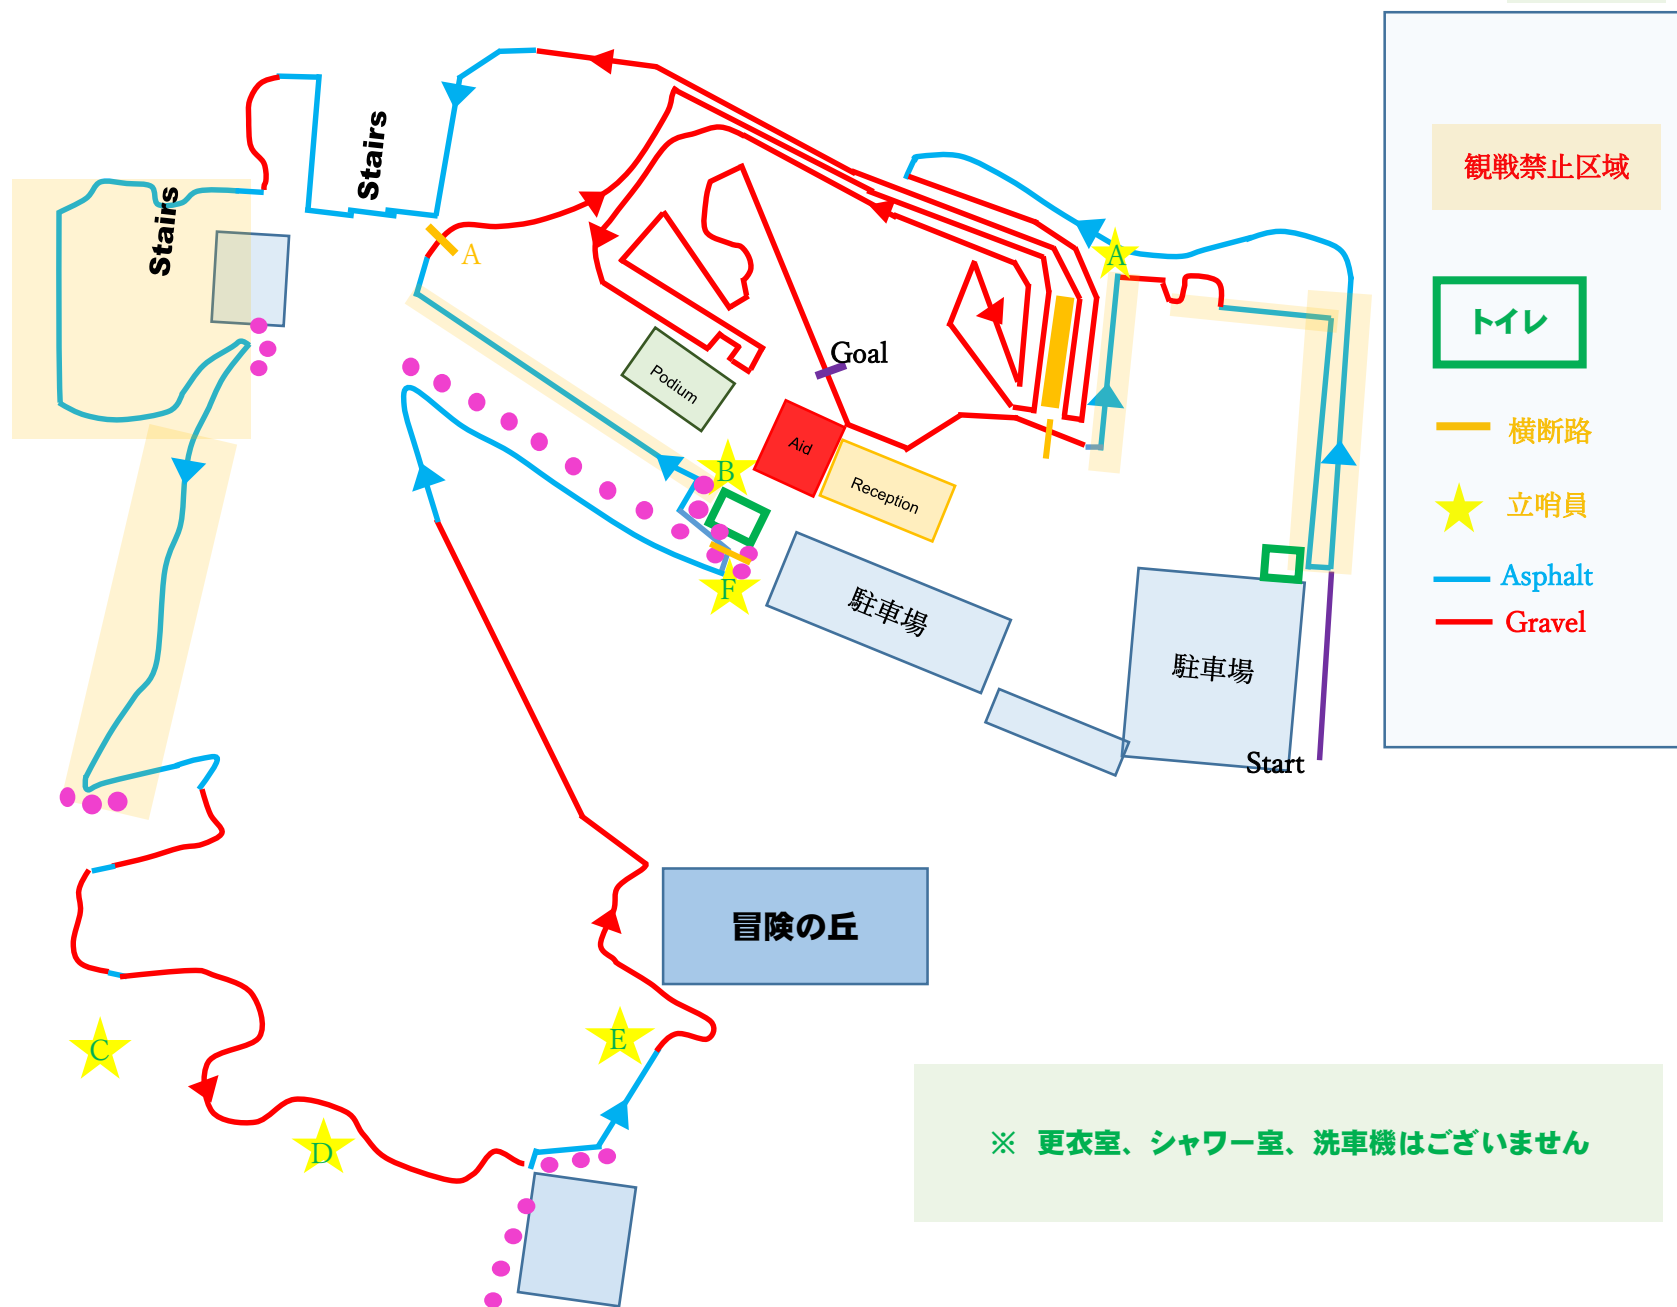 Stairs
Stairs
A
A
Goal
Podium
Aid
Reception
B
F
駐車場
駐車場
Start
冒険の丘
C
D
E
観戦禁止区域
トイレ
横断路
立哨員
Asphalt
Gravel
※ 更衣室、シャワー室、洗車機はございません